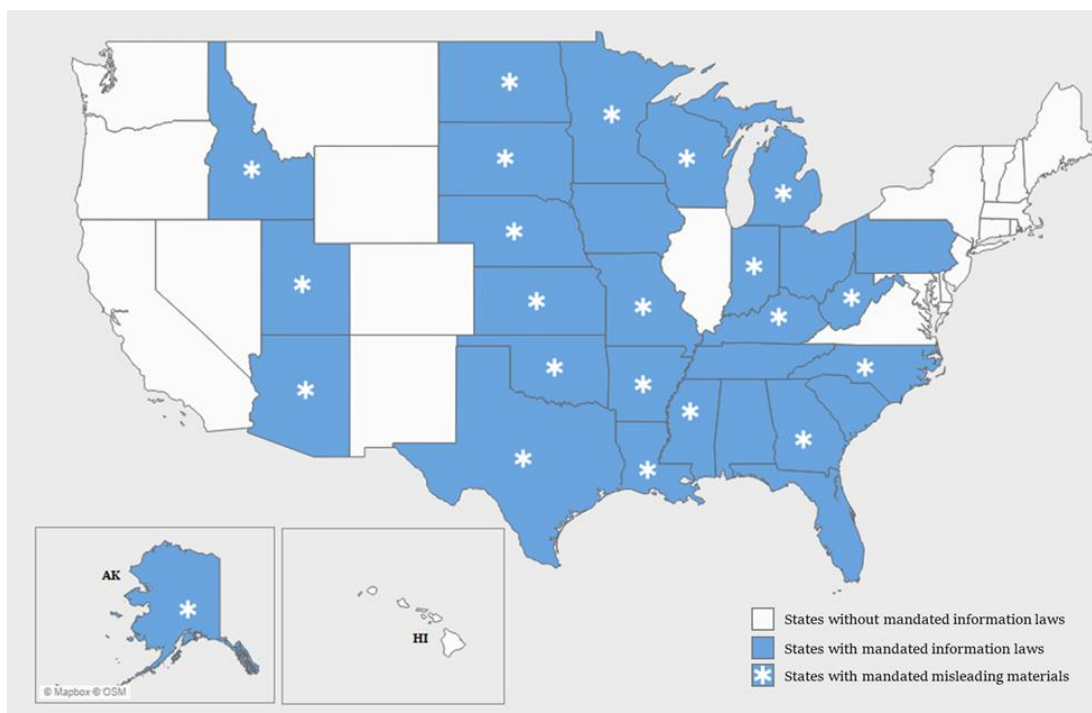 AK
HI
© Mapbox © OSM
States without mandated information laws
States with mandated information laws
States with mandated misleading materials